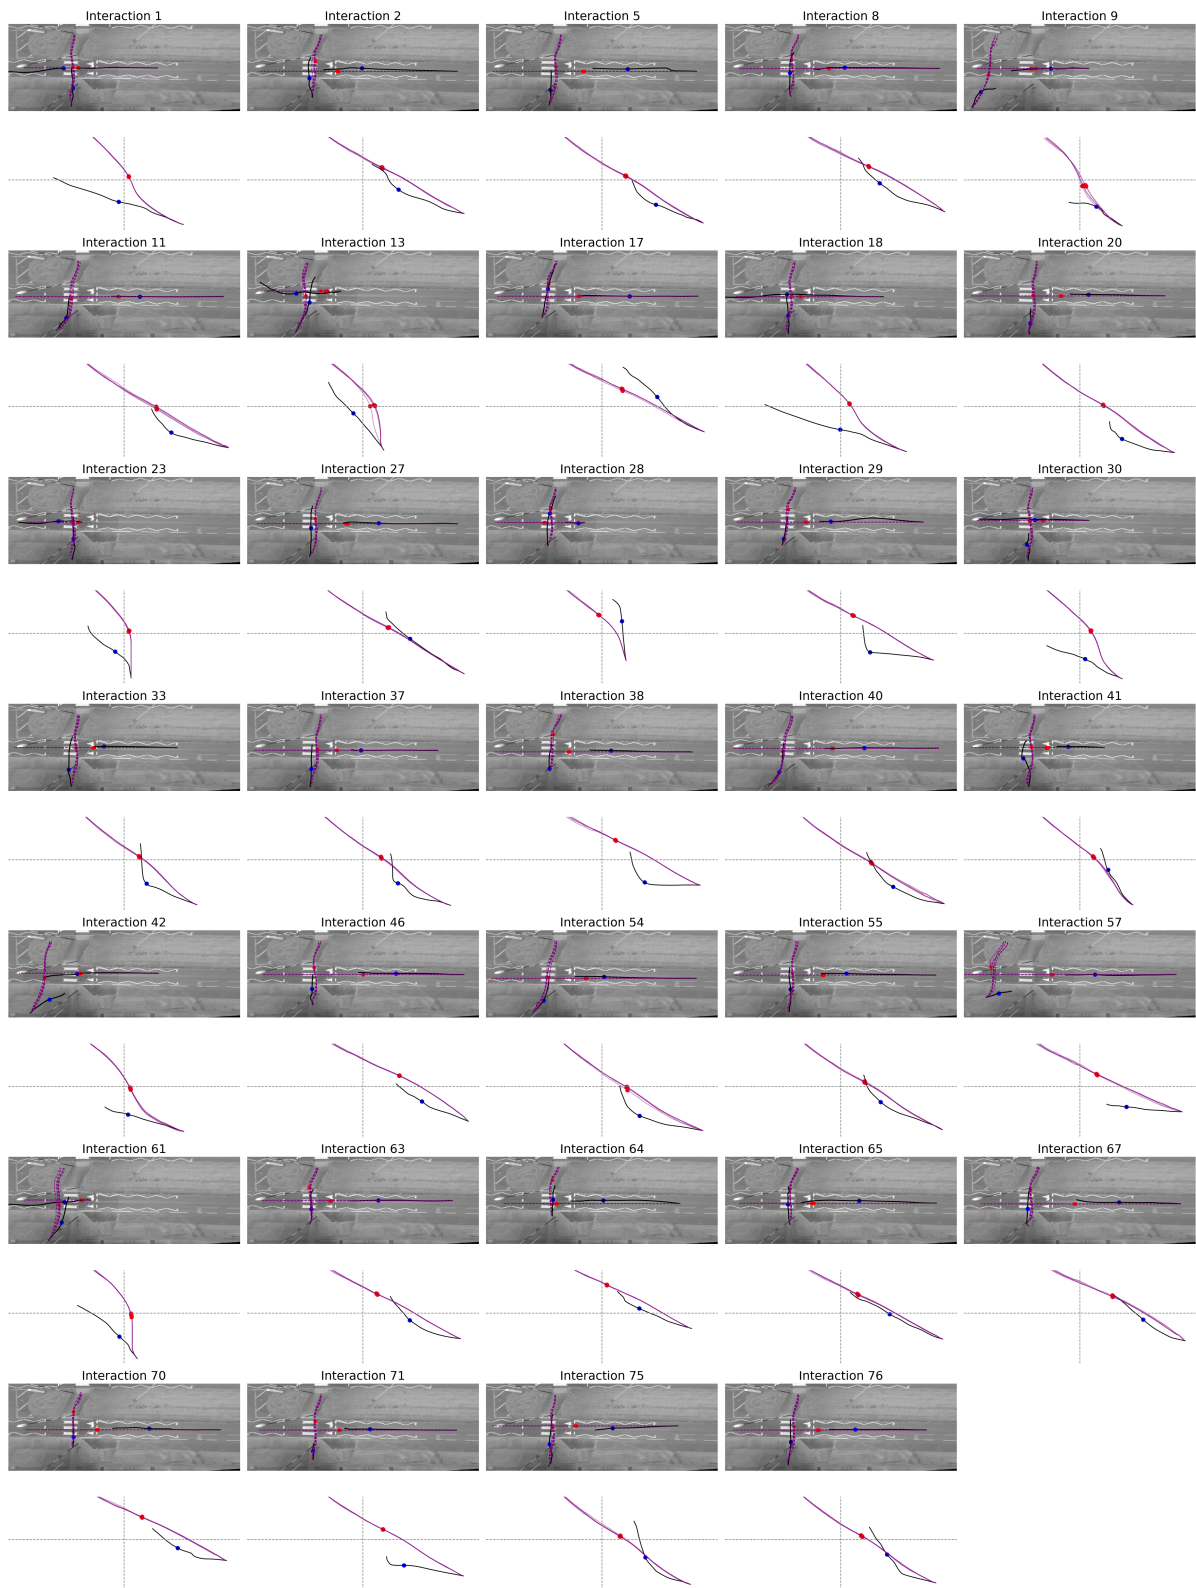 Interaction 1 Interaction 2 Interaction 5 Interaction 8 Interaction 9
Interaction 11 Interaction 13 Interaction 17 Interaction 18 Interaction 20
Interaction 23 Interaction 27 Interaction 28 Interaction 29 Interaction 30
Interaction 33 Interaction 37 Interaction 38 Interaction 40 Interaction 41
Interaction 42 Interaction 46 Interaction 54 Interaction 55 Interaction 57
Interaction 61 Interaction 63 Interaction 64 Interaction 65 Interaction 67
Interaction 70 Interaction 71 Interaction 75 Interaction 76